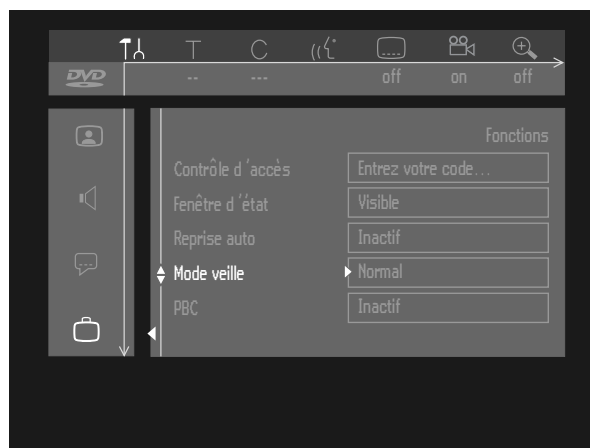 T C
DVD -- --- off on off
Fonctions
Contrôle d'accès Entrez votre code...
Fenêtre d'état Visible
Reprise auto Inactif
Mode veille Normal
PBC Inactif